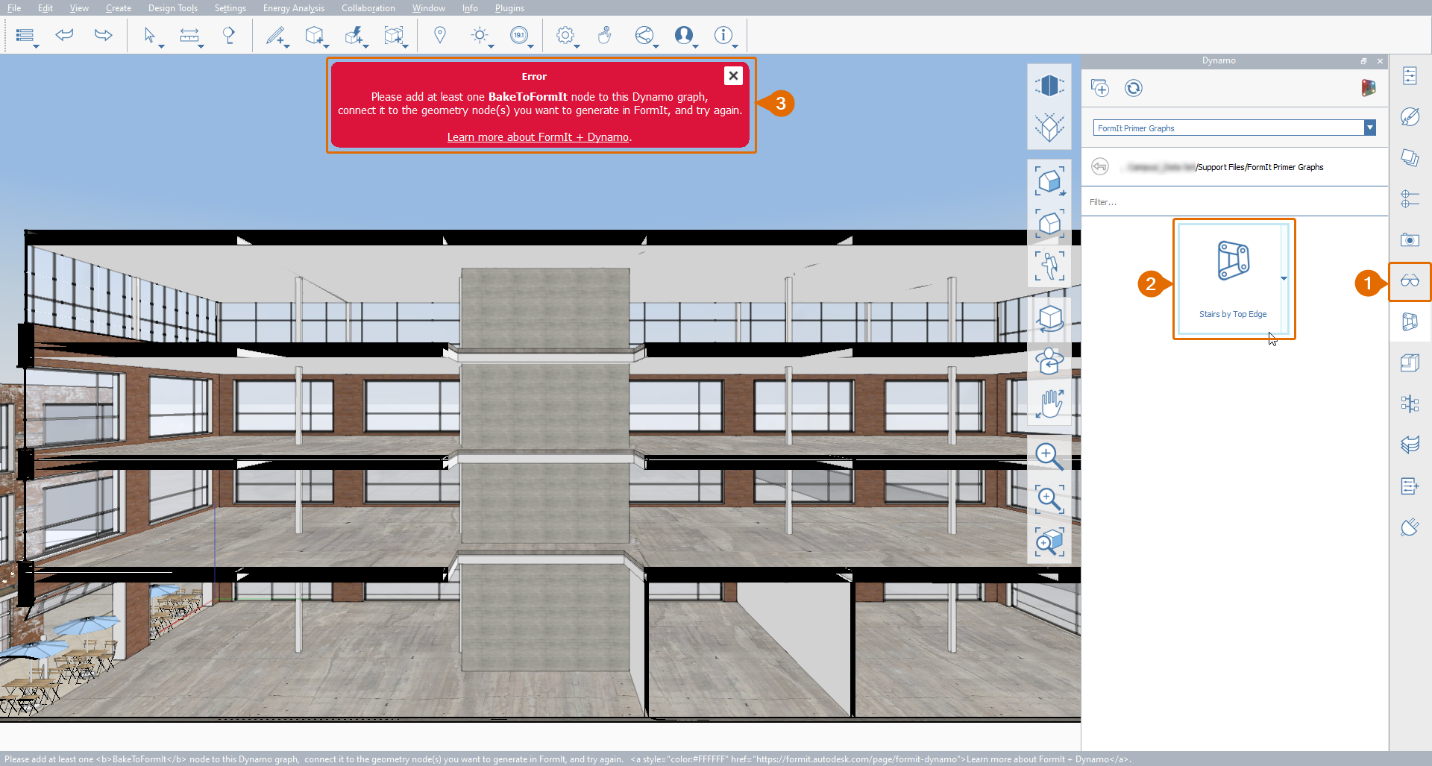 File Edit View Create Design Tools Settings Energy Analysis Collaboration Window Info Plugins
Dynamo
Error
Please add at least one BakeToFormIt node to this Dynamo graph,
connect it to the geometry node(s) you want to generate in FormIt, and try again.
Learn more about FormIt + Dynamo.
3
FormIt Primer Graphs
/Support Files/FormIt Primer Graphs
Filter...
2
1
Stairs by Top Edge
Please add at least one <b>BakeToFormIt</b> node to this Dynamo graph, connect it to the geometry node(s) you want to generate in FormIt, and try again. <a style="color:#FFFFFF" href="https://formit.autodesk.com/page/formit-dynamo">Learn more about FormIt + Dynamo</a>.